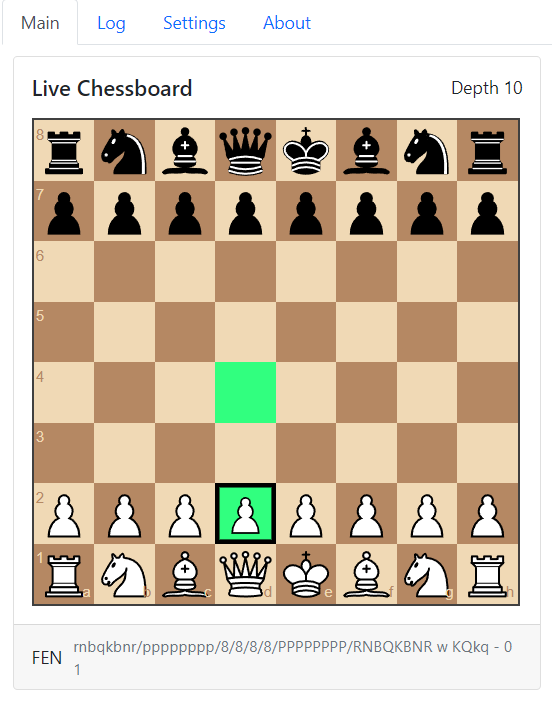 Main Log Settings About
Live Chessboard Depth 10
8
7
6
5
4
3
2
1
a b c d e f g h
FEN rnbqkbnr/pppppppp/8/8/8/8/PPPPPPPP/RNBQKBNR w KQkq - 0
1